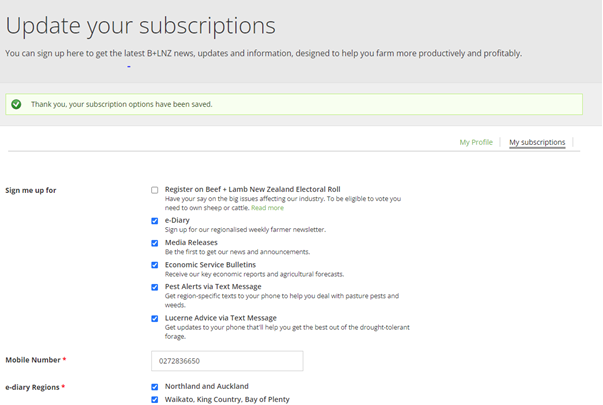 Update your subscriptions
You can sign up here to get the latest B+LNZ news, updates and information, designed to help you farm more productively and profitably.
Thank you, your subscription options have been saved.
My Profile My subscriptions
Sign me up for
Register on Beef + Lamb New Zealand Electoral Roll
Have your say on the big issues affecting our industry. To be eligible to vote you
need to own sheep or cattle. Read more
e-Diary
Sign up for our regionalised weekly farmer newsletter.
Media Releases
Be the first to get our news and announcements.
Economic Service Bulletins
Receive our key economic reports and agricultural forecasts.
Pest Alerts via Text Message
Get region-specific texts to your phone to help you deal with pasture pests and
weeds.
Lucerne Advice via Text Message
Get updates to your phone that'll help you get the best out of the drought-tolerant
forage.
Mobile Number * 0272836650
e-diary Regions * Northland and Auckland
Waikato, King Country, Bay of Plenty